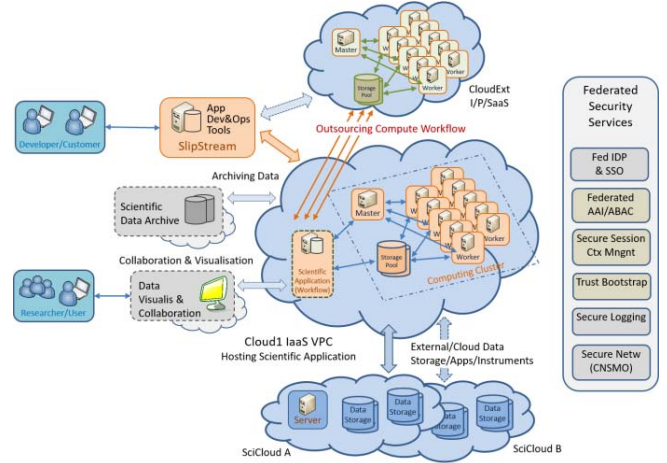 Master
Worker
Storage
Pool
Worker
CloudExt
I/P/SaaS
App
Dev&Ops
Tools
SlipStream
Developer/Customer
Outsourcing Compute Workflow
Archiving Data
Scientific
Data Archive
Master
Worker
Storage
Pool
Worker
Scientific
Application
(Workflow)
Computing Cluster
Collaboration & Visualisation
Data
Visualis &
Collaboration
Researcher/User
Cloud1 IaaS VPC
Hosting Scientific Application
External/Cloud Data
Storage/Apps/Instruments
Server
Data
Storage
Data
Storage
Data
Storage
Data
Storage
SciCloud A
SciCloud B
Federated
Security
Services
Fed IDP
& SSO
Federated
AAI/ABAC
Secure Session
Ctx Mngnt
Trust Bootstrap
Secure Logging
Secure Netw
(CNSMO)